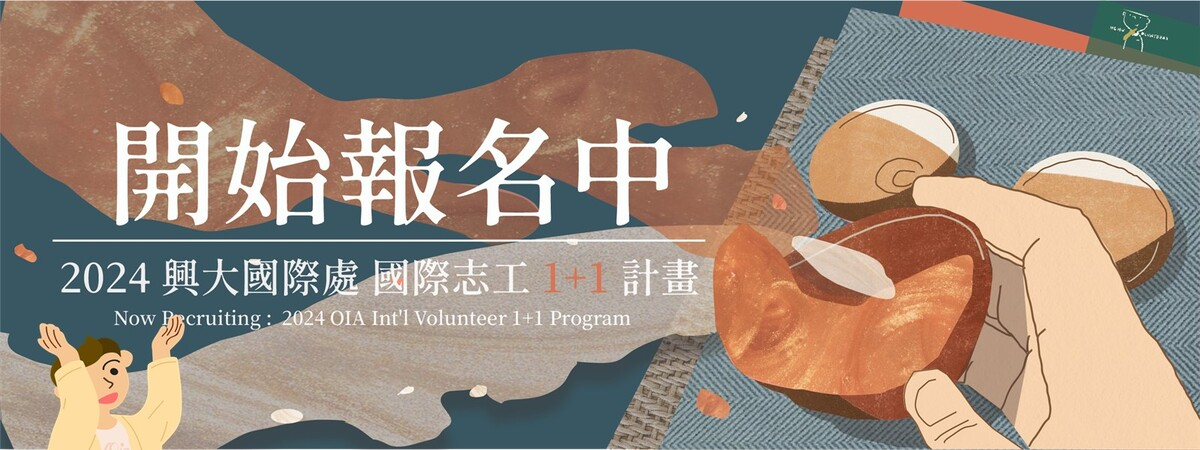 開始報名中
2024 興大國際處 國際志工 1+1 計畫
Now Recruiting : 2024 OIA Int'l Volunteer 1+1 Program